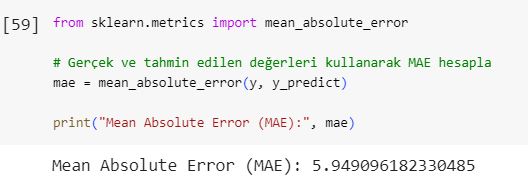 [59] from sklearn.metrics import mean_absolute_error
# Gerçek ve tahmin edilen değerleri kullanarak MAE hesapla
mae = mean_absolute_error(y, y_predict)
print("Mean Absolute Error (MAE):", mae)
Mean Absolute Error (MAE): 5.949096182330485